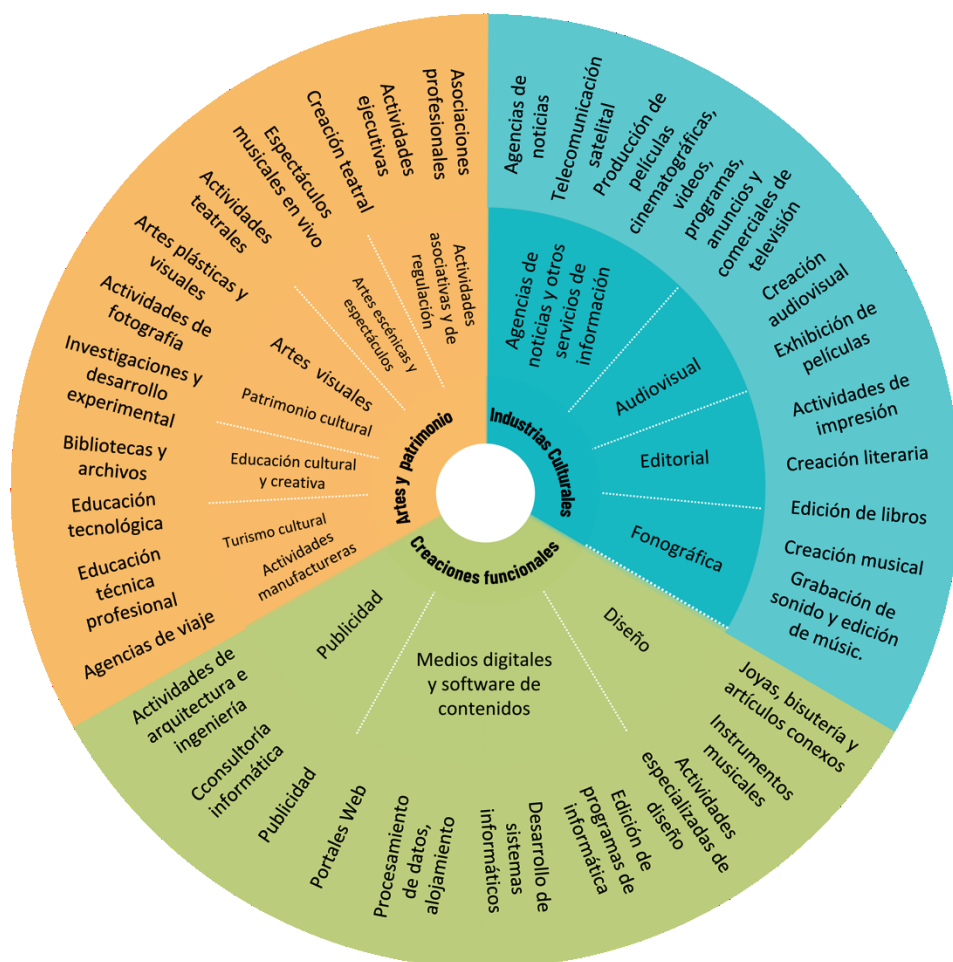 Asociaciones
profesionales
Actividades
ejecutivas
Creación teatral
Espectáculos
musicales en vivo
Actividades
teatrales
Artes plásticas y
visuales
Actividades de
fotografía
Investigaciones y
desarrollo
experimental
Bibliotecas y
archivos
Educación
tecnológica
Educación
técnica
profesional
Agencias de viaje
Actividades
asociativas y de
regulación
Artes escénicas y
espectáculos
Artes visuales
Patrimonio cultural
Educación cultural
y creativa
Turismo cultural
Actividades
manufactureras
Artes y patrimonio
Agencias de
noticias
Telecomunicación
satelital
Producción de
películas
cinematográficas,
videos,
programas,
anuncios y
comerciales de
televisión
Creación
audiovisual
Exhibición de
películas
Actividades de
impresión
Creación literaria
Edición de libros
Creación musical
Grabación de
sonido y edición
de músic.
Agencias de
noticias y otros
servicios de
información
Audiovisual
Editorial
Fonográfica
Industrias Culturales
Creaciones funcionales
Publicidad
Medios digitales
y software de
contenidos
Diseño
Actividades de
arquitectura e
ingeniería
Cconsultoría
informática
Publicidad
Portales Web
Procesamiento
de datos,
alojamiento
Desarrollo de
sistemas
informáticos
Edición de
programas de
informática
Actividades
especializadas de
diseño
Instrumentos
musicales
Joyas, bisutería y
artículos conexos